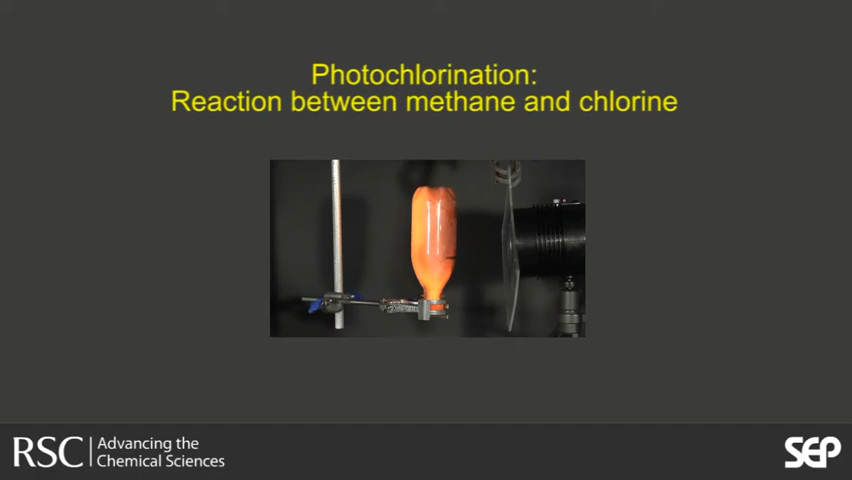 Photochlorination:
Reaction between methane and chlorine
RSC
Advancing the
Chemical Sciences
SEP